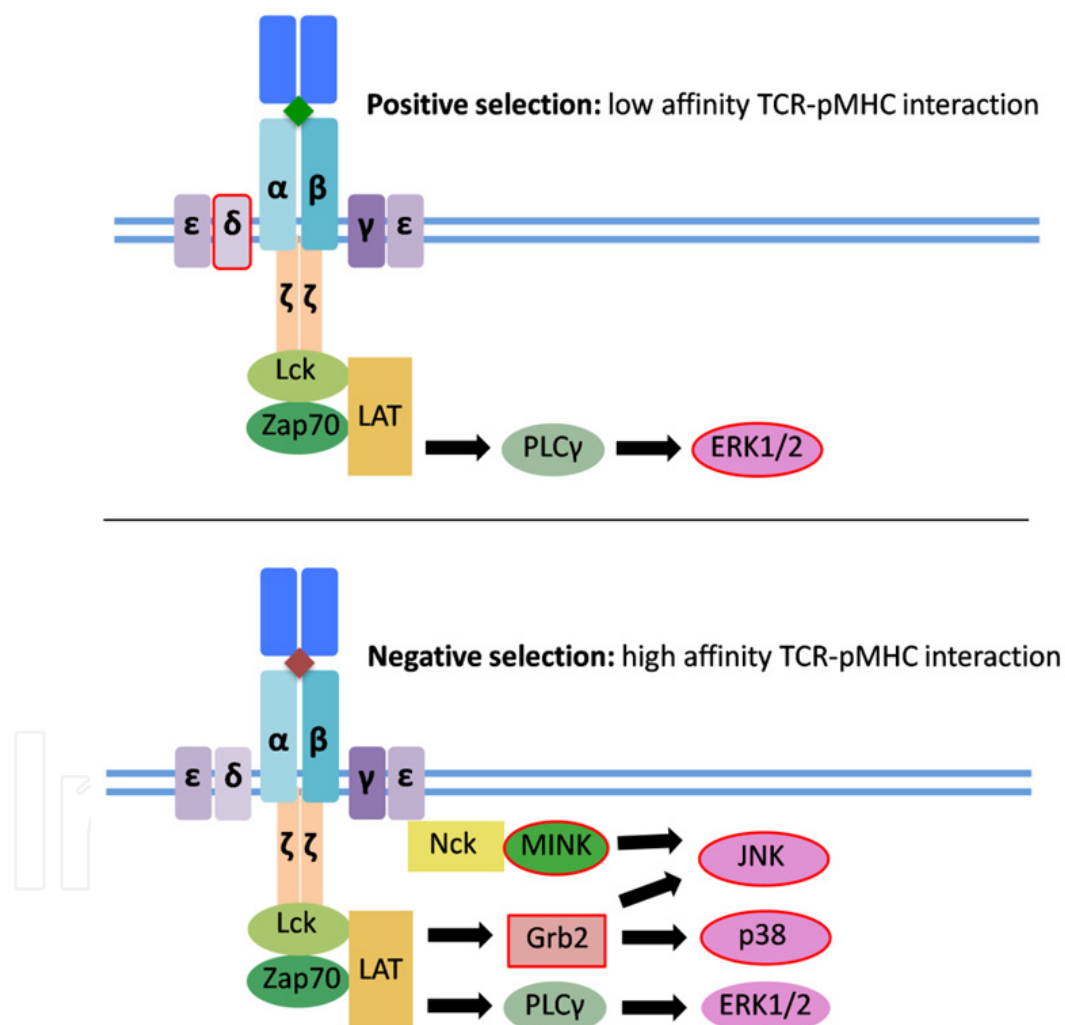 Positive selection: low affinity TCR-pMHC interaction
α β
ε δ γ ε
ζ ζ
Lck
Zap70 LAT
PLCγ ERK1/2
Negative selection: high affinity TCR-pMHC interaction
α β
ε δ γ ε
ζ ζ
Nck MINK JNK
Lck
Grb2 p38
Zap70 LAT
PLCγ ERK1/2